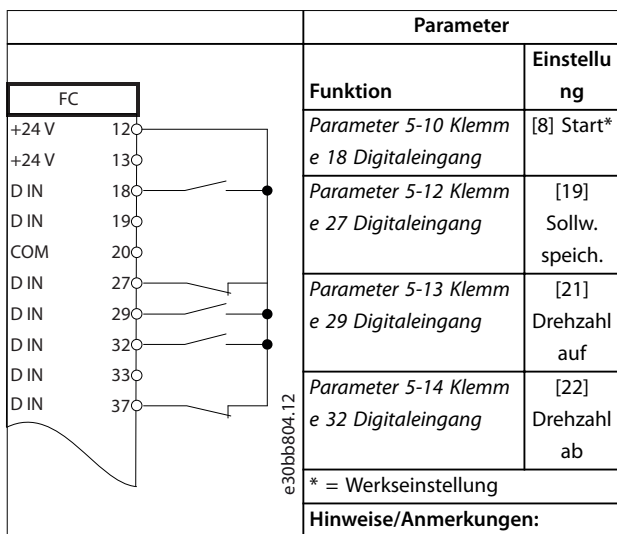 Parameter
Funktion
Einstellu
ng
FC
+24 V 12
+24 V 13
D IN 18
D IN 19
COM 20
D IN 27
D IN 29
D IN 32
D IN 33
D IN 37
e30bb804.12
Parameter 5-10 Klemm
e 18 Digitaleingang
[8] Start*
Parameter 5-12 Klemm
e 27 Digitaleingang
[19]
Sollw.
speich.
Parameter 5-13 Klemm
e 29 Digitaleingang
[21]
Drehzahl
auf
Parameter 5-14 Klemm
e 32 Digitaleingang
[22]
Drehzahl
ab
* = Werkseinstellung
Hinweise/Anmerkungen: